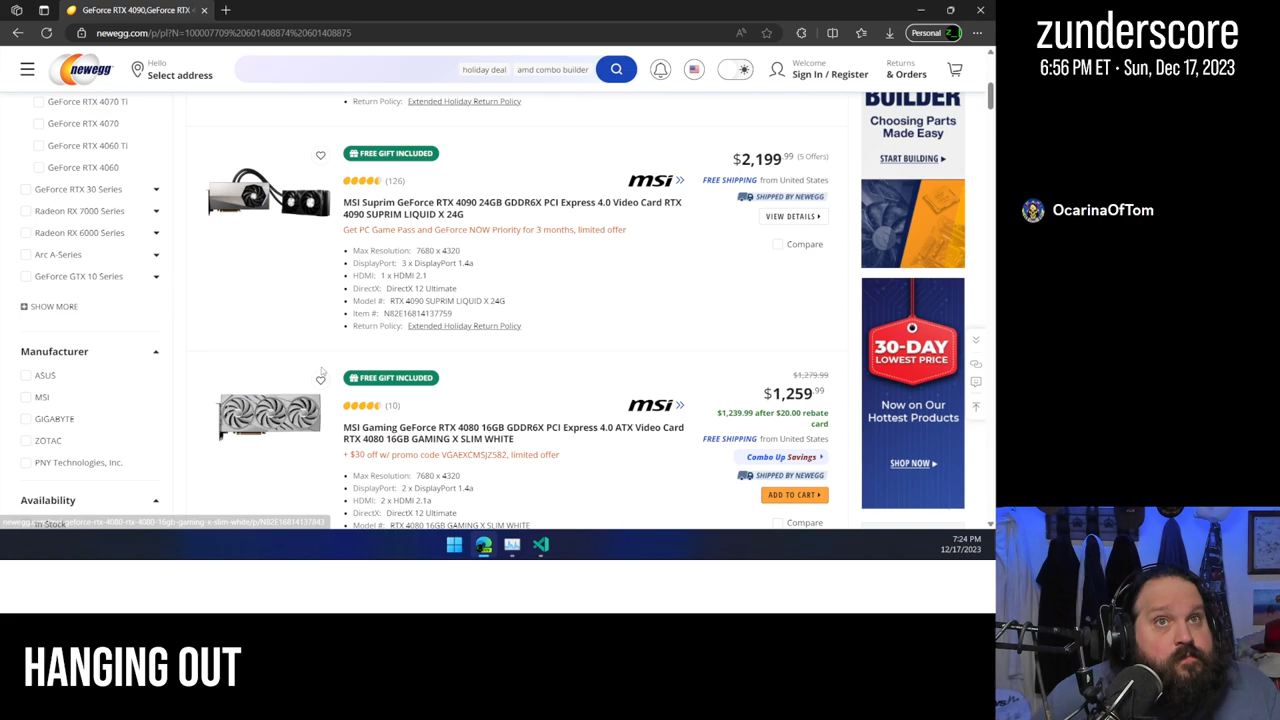 GeForce RTX 4090,GeForce RTX
newegg.com/p/pl?N=100007709%20601408874%20601408875
Personal
newegg
Hello
Select address
holiday deal
amd combo builder
Welcome
Sign In / Register
Returns
& Orders
GeForce RTX 4070 Ti
GeForce RTX 4070
GeForce RTX 4060 Ti
GeForce RTX 4060
GeForce RTX 30 Series
Radeon RX 7000 Series
Radeon RX 6000 Series
Arc A-Series
GeForce GTX 10 Series
SHOW MORE
Manufacturer
ASUS
MSI
GIGABYTE
ZOTAC
PNY Technologies, Inc.
Availability
In Stock
Return Policy: Extended Holiday Return Policy
FREE GIFT INCLUDED
(126)
msi
MSI Suprim GeForce RTX 4090 24GB GDDR6X PCI Express 4.0 Video Card RTX
4090 SUPRIM LIQUID X 24G
Get PC Game Pass and GeForce NOW Priority for 3 months, limited offer
Max Resolution: 7680 x 4320
DisplayPort: 3 x DisplayPort 1.4a
HDMI: 1 x HDMI 2.1
DirectX: DirectX 12 Ultimate
Model #: RTX 4090 SUPRIM LIQUID X 24G
Item #: N82E16814137759
Return Policy: Extended Holiday Return Policy
$2,199.99 (5 Offers)
FREE SHIPPING from United States
SHIPPED BY NEWEGG
VIEW DETAILS
Compare
FREE GIFT INCLUDED
(10)
msi
MSI Gaming GeForce RTX 4080 16GB GDDR6X PCI Express 4.0 ATX Video Card
RTX 4080 16GB GAMING X SLIM WHITE
+ $30 off w/ promo code VGAEXCMSJZ582, limited offer
Max Resolution: 7680 x 4320
DisplayPort: 2 x DisplayPort 1.4a
HDMI: 2 x HDMI 2.1a
DirectX: DirectX 12 Ultimate
Model #: RTX 4080 16GB GAMING X SLIM WHITE
$1,279.99
$1,259.99
$1,239.99 after $20.00 rebate
card
FREE SHIPPING from United States
Combo Up Savings
SHIPPED BY NEWEGG
ADD TO CART
Compare
BUILDER
Choosing Parts
Made Easy
START BUILDING
30-DAY
LOWEST PRICE
Now on Our
Hottest Products
SHOP NOW
7:24 PM
12/17/2023
zunderscore
6:56 PM ET · Sun, Dec 17, 2023
OcarinaOfTom
HANGING OUT